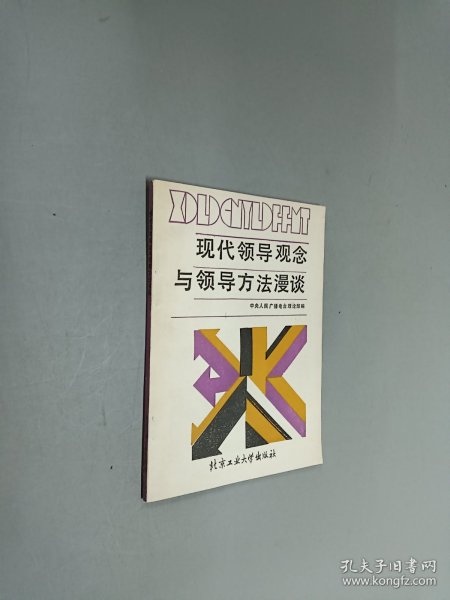 XDLDGNYLDFFMT
现代领导观念
与领导方法漫谈
中央人民广播电台理论部编
北京工业大学出版社
孔夫子旧书网
www.kongfz.com